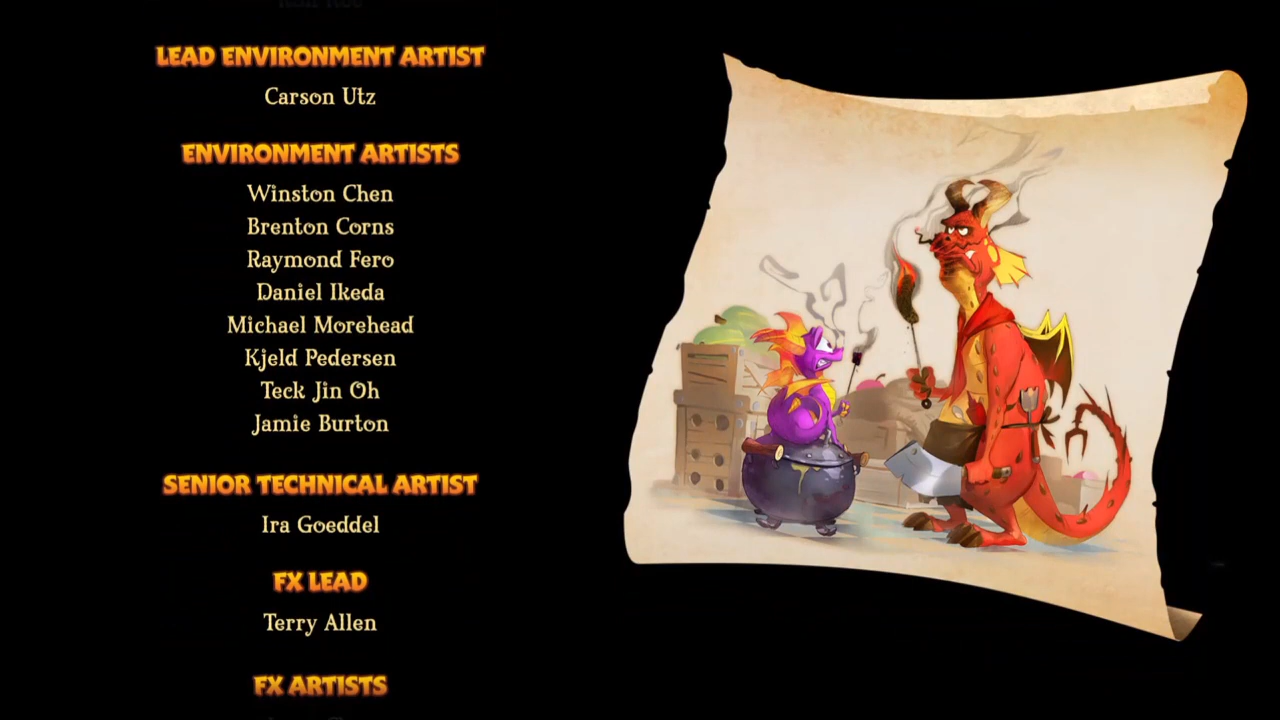 LEAD ENVIRONMENT ARTIST
Carson Utz
ENVIRONMENT ARTISTS
Winston Chen
Brenton Corns
Raymond Fero
Daniel Ikeda
Michael Morehead
Kjeld Pedersen
Teck Jin Oh
Jamie Burton
SENIOR TECHNICAL ARTIST
Ira Goeddel
FX LEAD
Terry Allen
FX ARTISTS